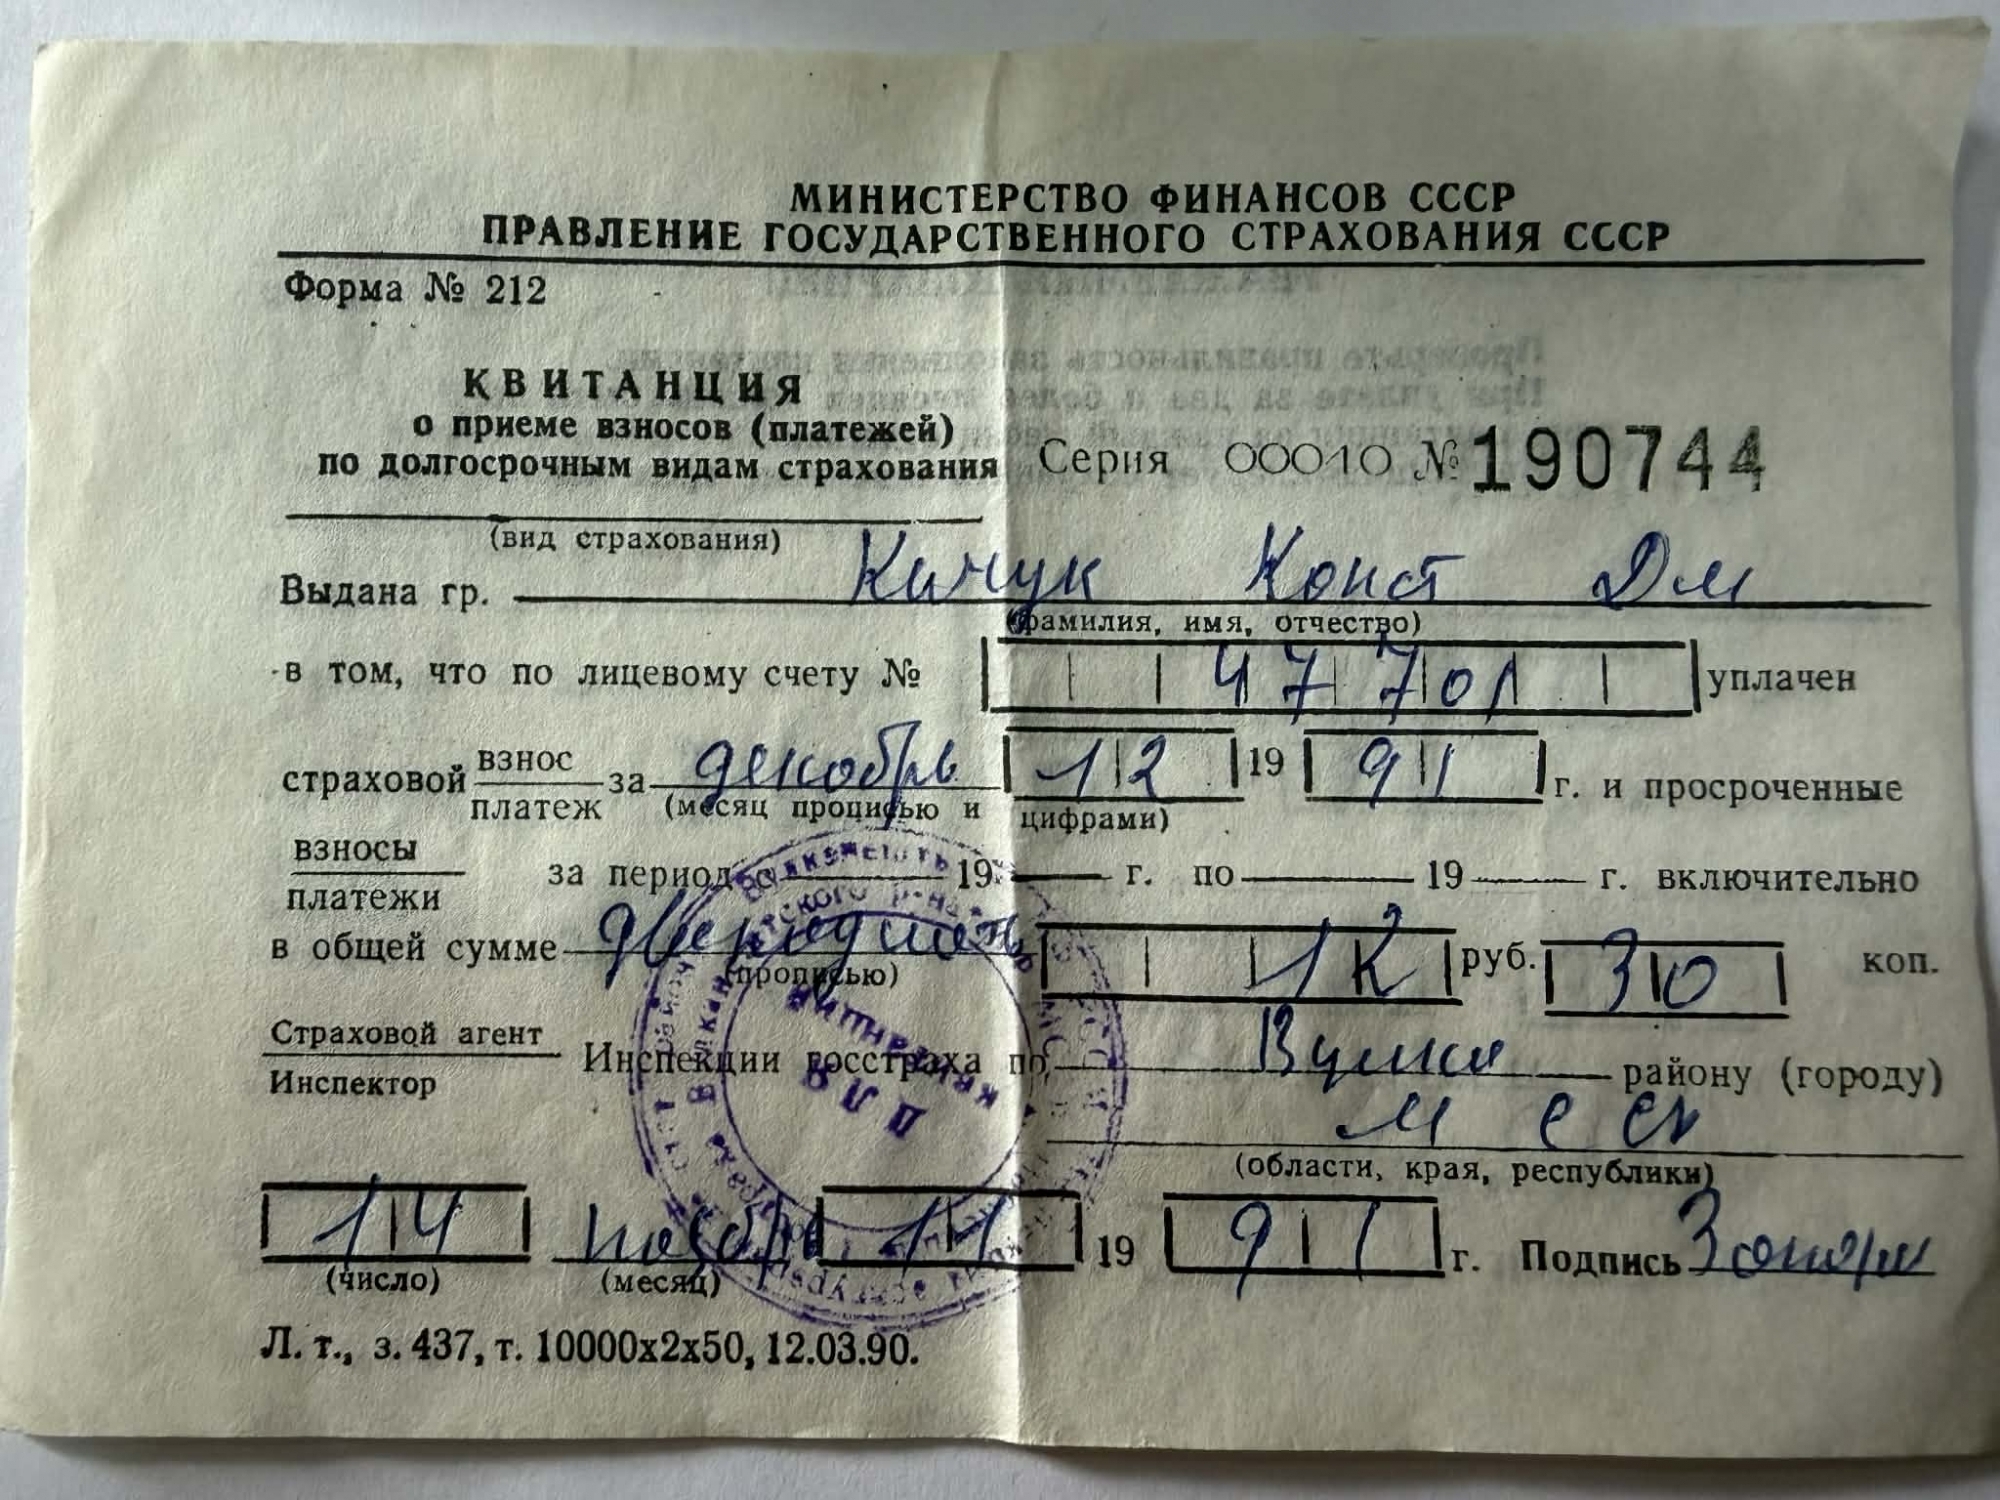 МИНИСТЕРСТВО ФИНАНСОВ СССР
ПРАВЛЕНИЕ ГОСУДАРСТВЕННОГО СТРАХОВАНИЯ СССР
Форма № 212
КВИТАНЦИЯ
о приеме взносов (платежей)
по долгосрочным видам страхования
Серия 00010 № 190744
(вид страхования)
Выдана гр. Кичук Конст Дм
(фамилия, имя, отчество)
в том, что по лицевому счету № 47701 уплачен
страховой взнос за декабрь 12 19 91 г. и просроченные
платеж (месяц прописью и цифрами)
взносы за период с 19 г. по 19 г. включительно
платежи
в общей сумме руб. 30 коп.
(прописью)
Страховой агент Инспекции госстраха по району (городу)
Инспектор
М С С Р
(области, края, республики)
14 ноябрь 11 19 91 г. Подпись
(число) (месяц)
Л. т., з. 437, т. 10000х2х50, 12.03.90.